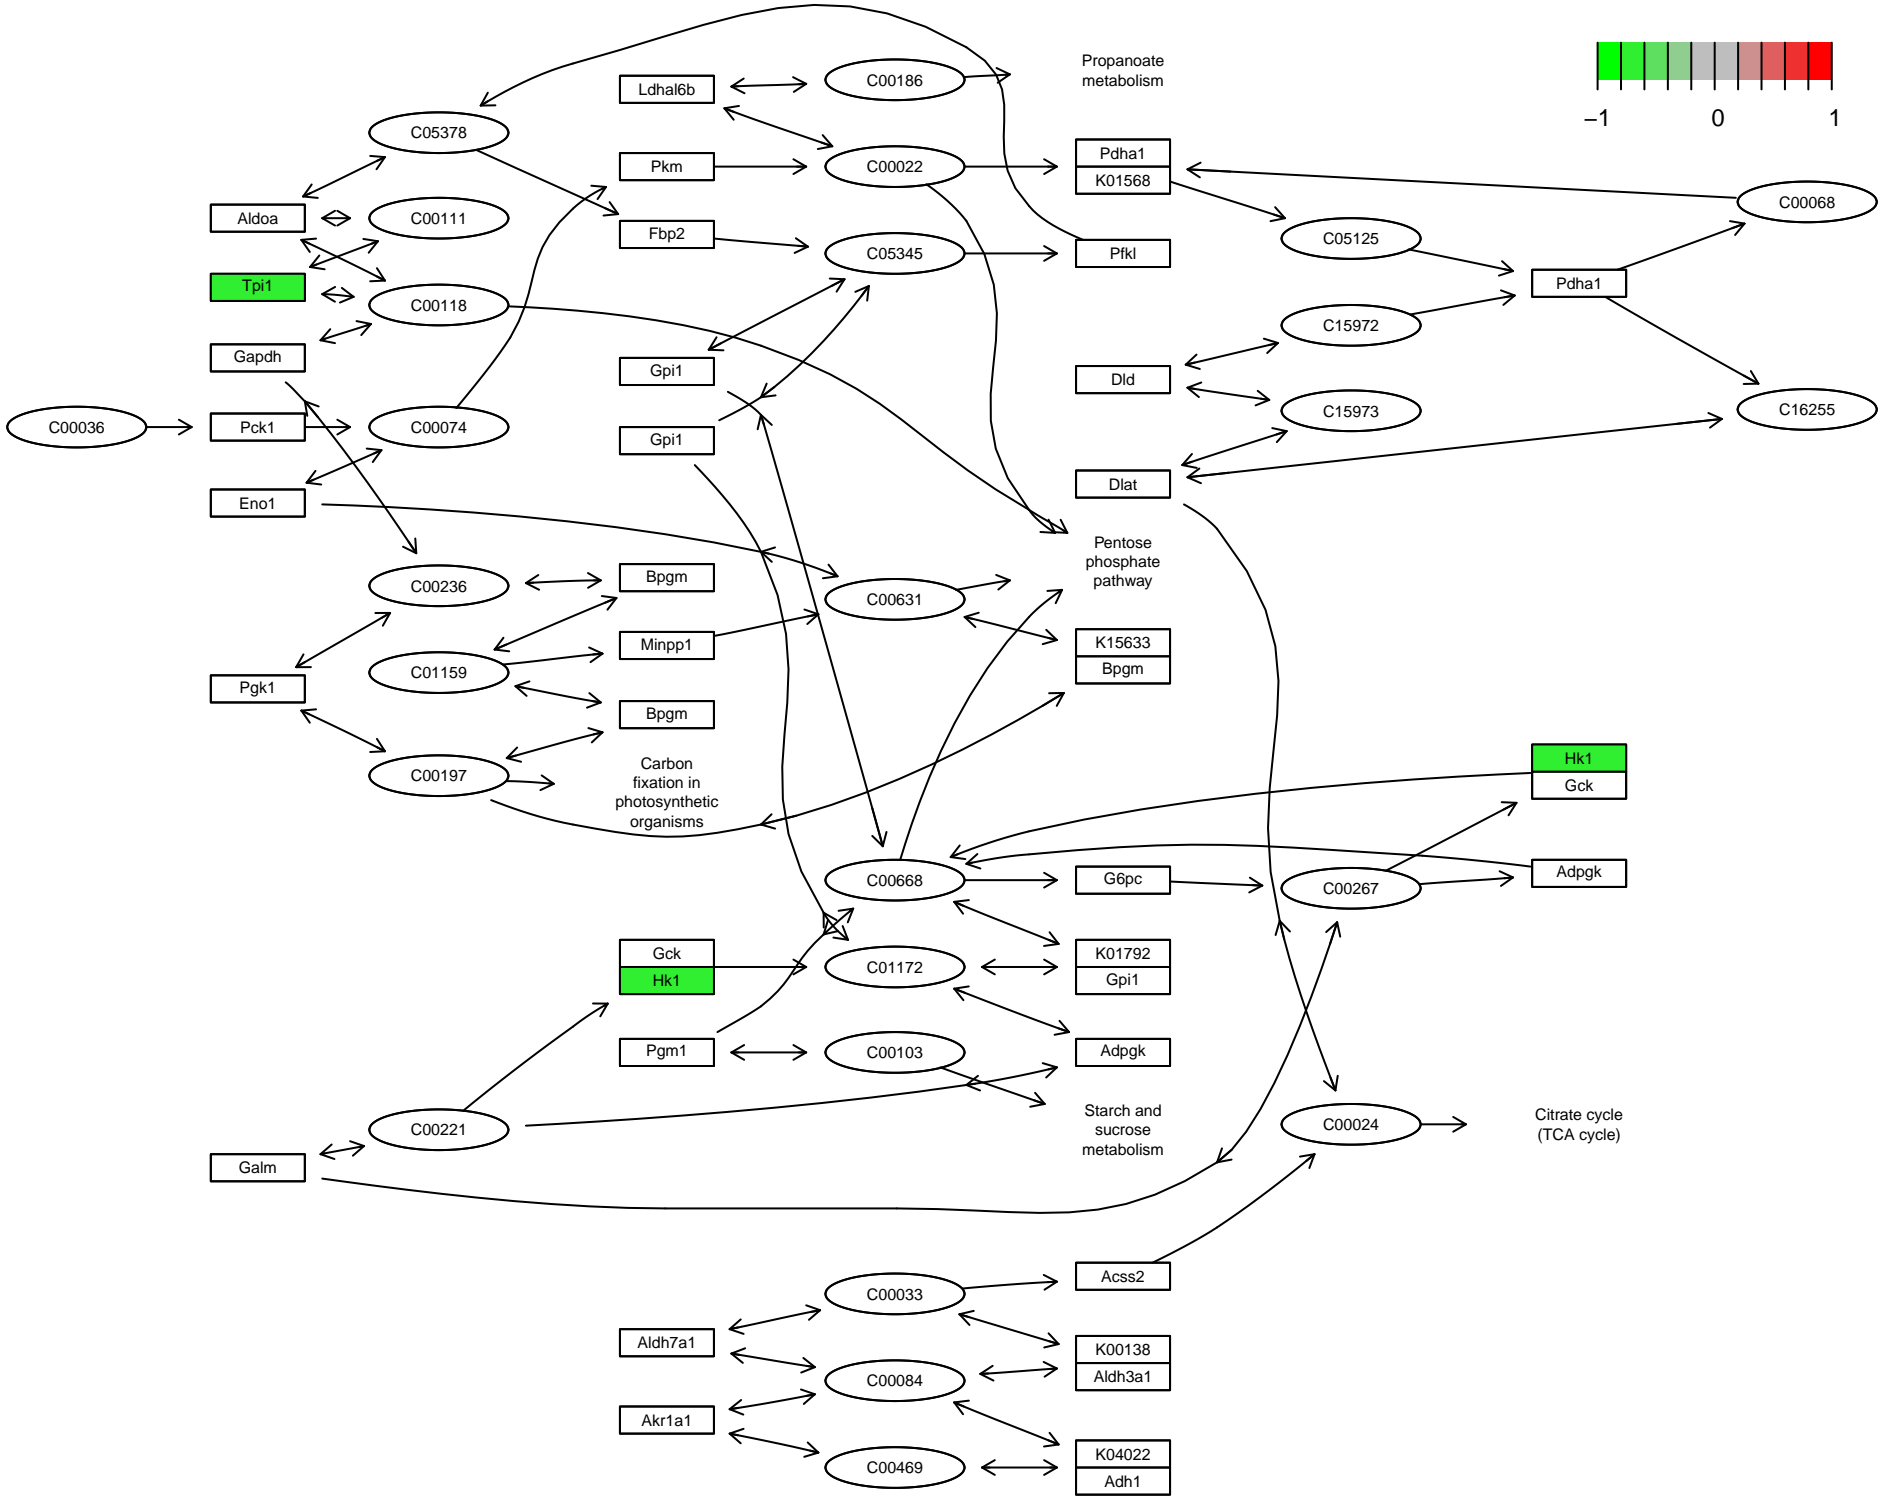 Propanoate
metabolism
−1
0
1
Ldhal6b
C00186
C05378
Pkm
C00022
Pdha1
K01568
Aldoa
C00111
Fbp2
C05345
Pfkl
C05125
C00068
Tpi1
C00118
Pdha1
C15972
Gapdh
Gpi1
Dld
C15973
C16255
C00036
Pck1
C00074
Gpi1
Dlat
Eno1
Pentose
phosphate
pathway
C00236
Bpgm
C00631
Minpp1
K15633
Bpgm
C01159
Pgk1
Bpgm
C00197
Carbon
fixation in
photosynthetic
organisms
Hk1
Gck
C00668
G6pc
C00267
Adpgk
Gck
Hk1
C01172
K01792
Gpi1
Pgm1
C00103
Adpgk
C00221
Starch and
sucrose
metabolism
C00024
Citrate cycle
(TCA cycle)
Galm
Acss2
C00033
Aldh7a1
K00138
Aldh3a1
C00084
Akr1a1
K04022
Adh1
C00469